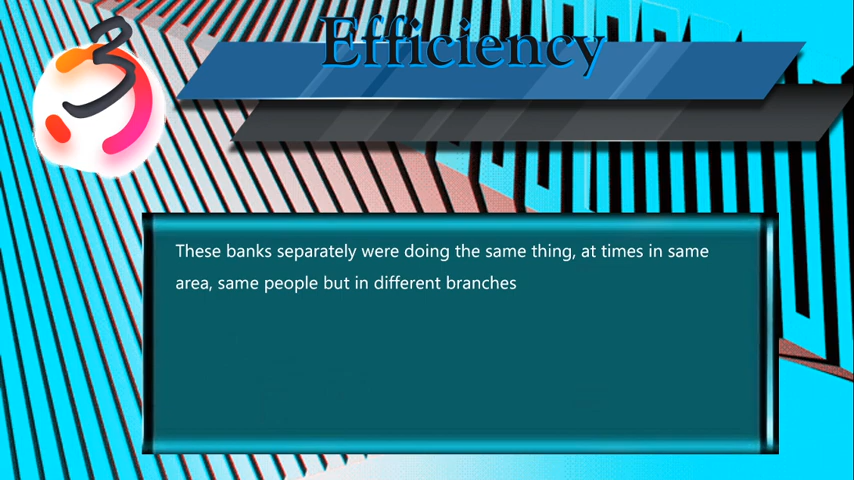 3
Efficiency
These banks separately were doing the same thing, at times in same
area, same people but in different branches